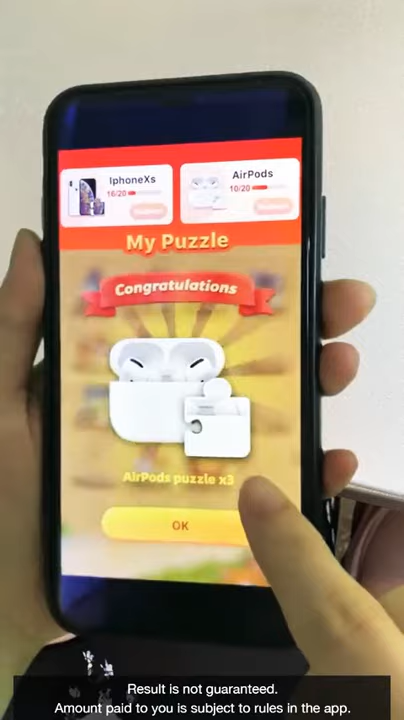 IphoneXs
16/20
AirPods
10/20
My Puzzle
Congratulations
AirPods puzzle x3
OK
Result is not guaranteed.
Amount paid to you is subject to rules in the app.